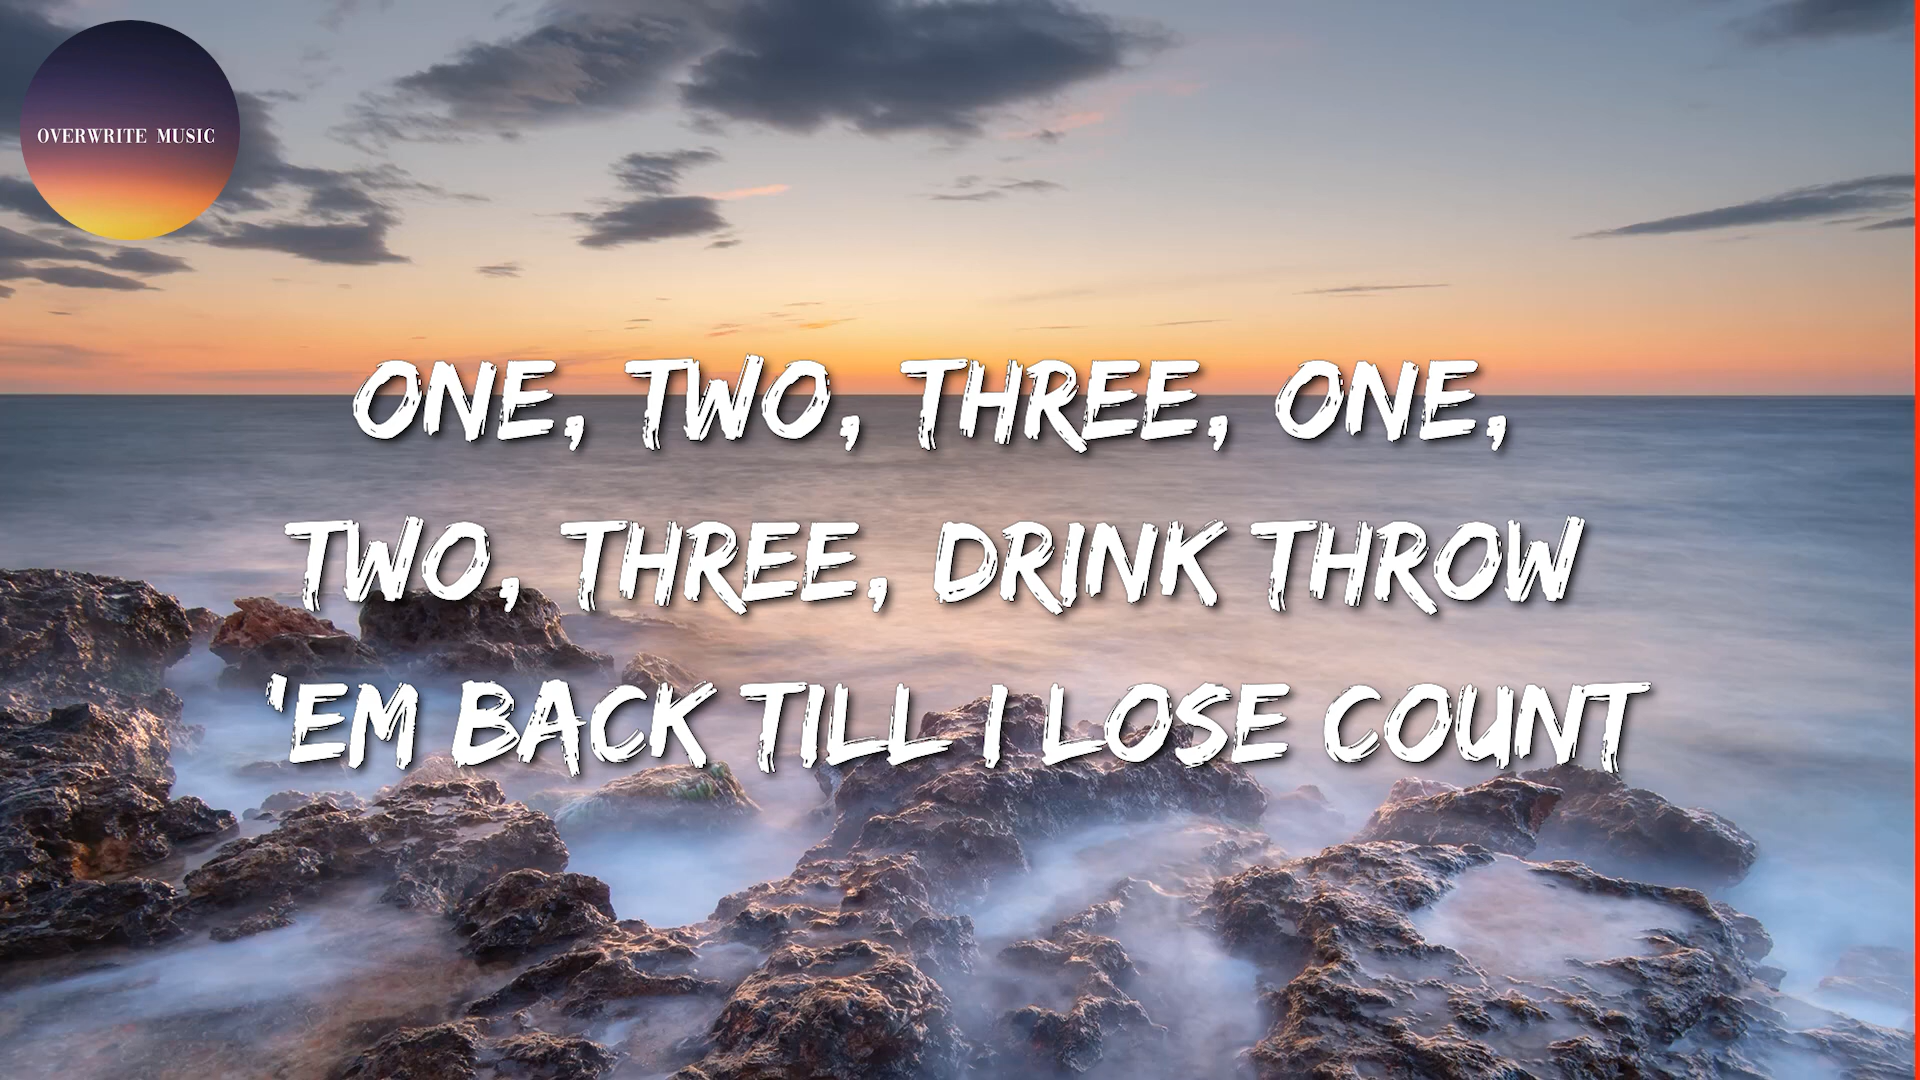 OVERWRITE MUSIC
ONE, TWO, THREE, ONE,
TWO, THREE, DRINK THROW
'EM BACK TILL I LOSE COUNT